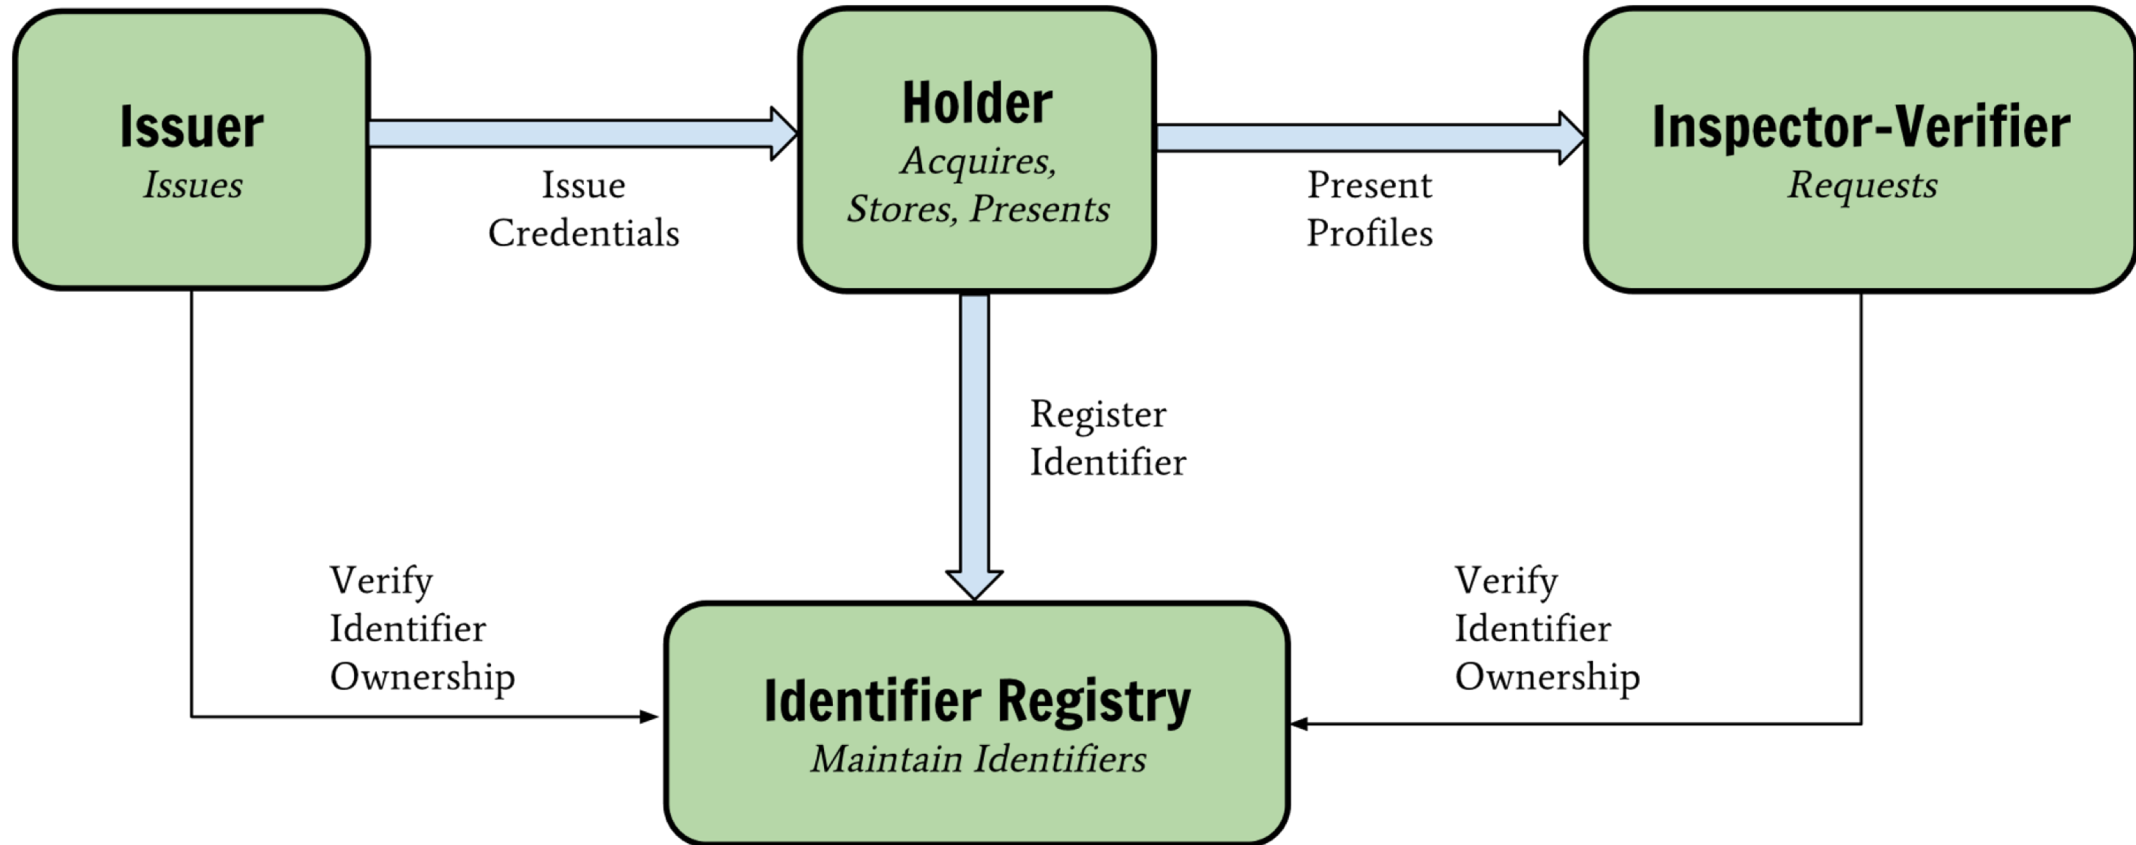 Issuer
Issues
Issue
Credentials
Holder
Acquires,
Stores, Presents
Present
Profiles
Inspector-Verifier
Requests
Register
Identifier
Verify
Identifier
Ownership
Verify
Identifier
Ownership
Identifier Registry
Maintain Identifiers